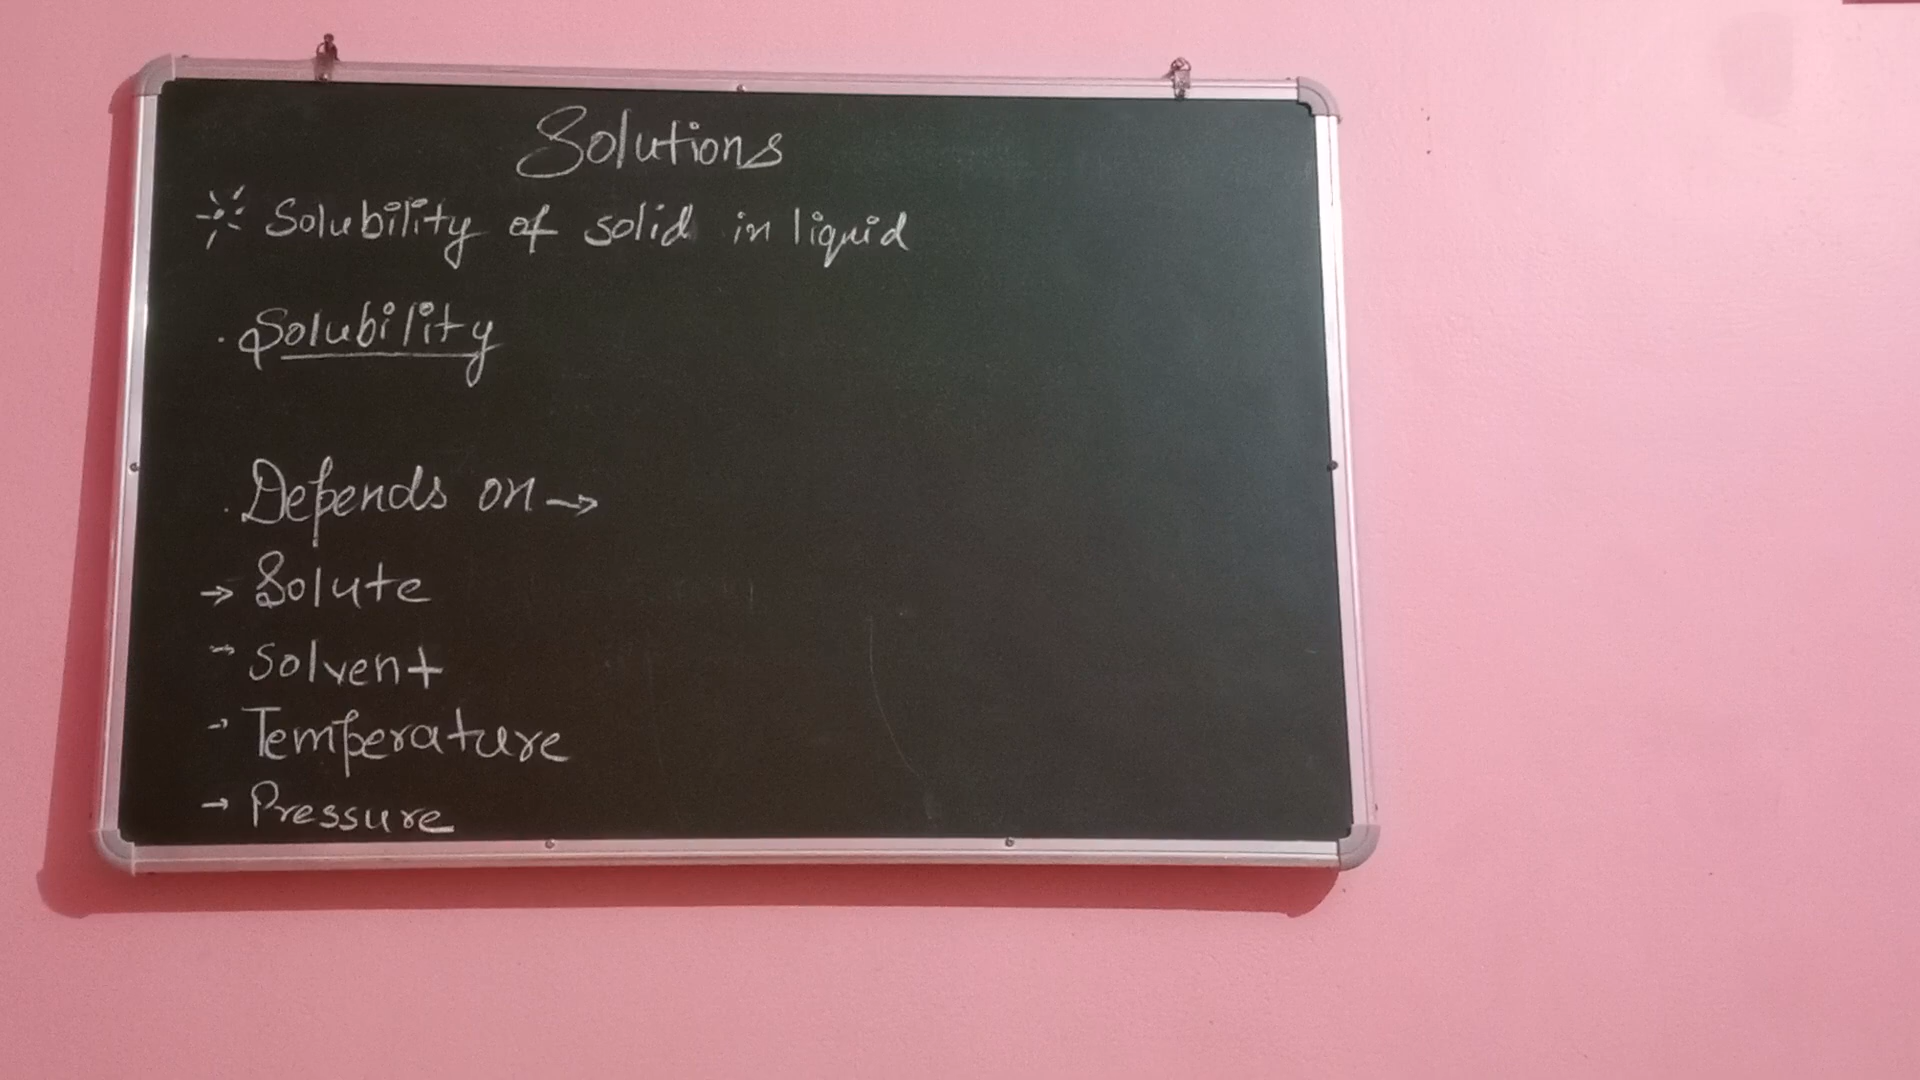 Solutions
Solubility of solid in liquid
. Solubility
. Depends on →
→ Solute
→ Solvent
→ Temperature
→ Pressure